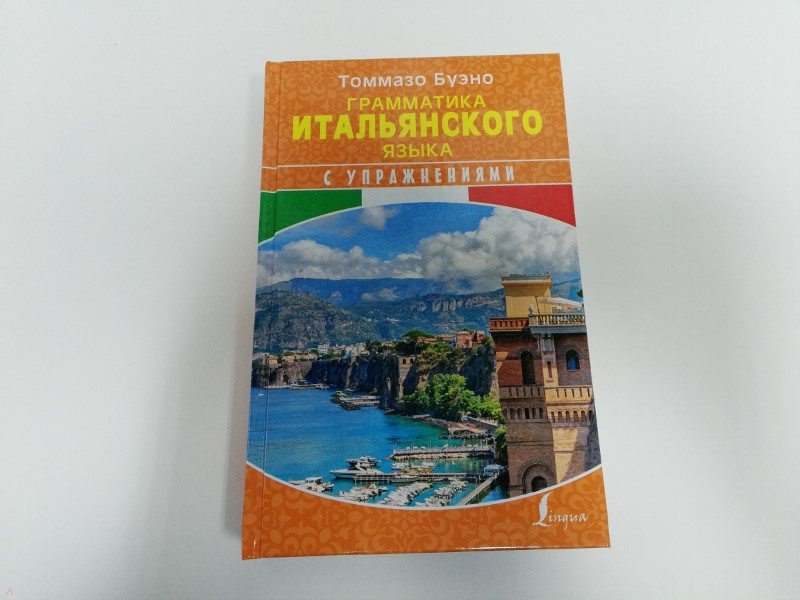 Томмазо Буэно
ГРАММАТИКА
ИТАЛЬЯНСКОГО
ЯЗЫКА
С УПРАЖНЕНИЯМИ
Lingua